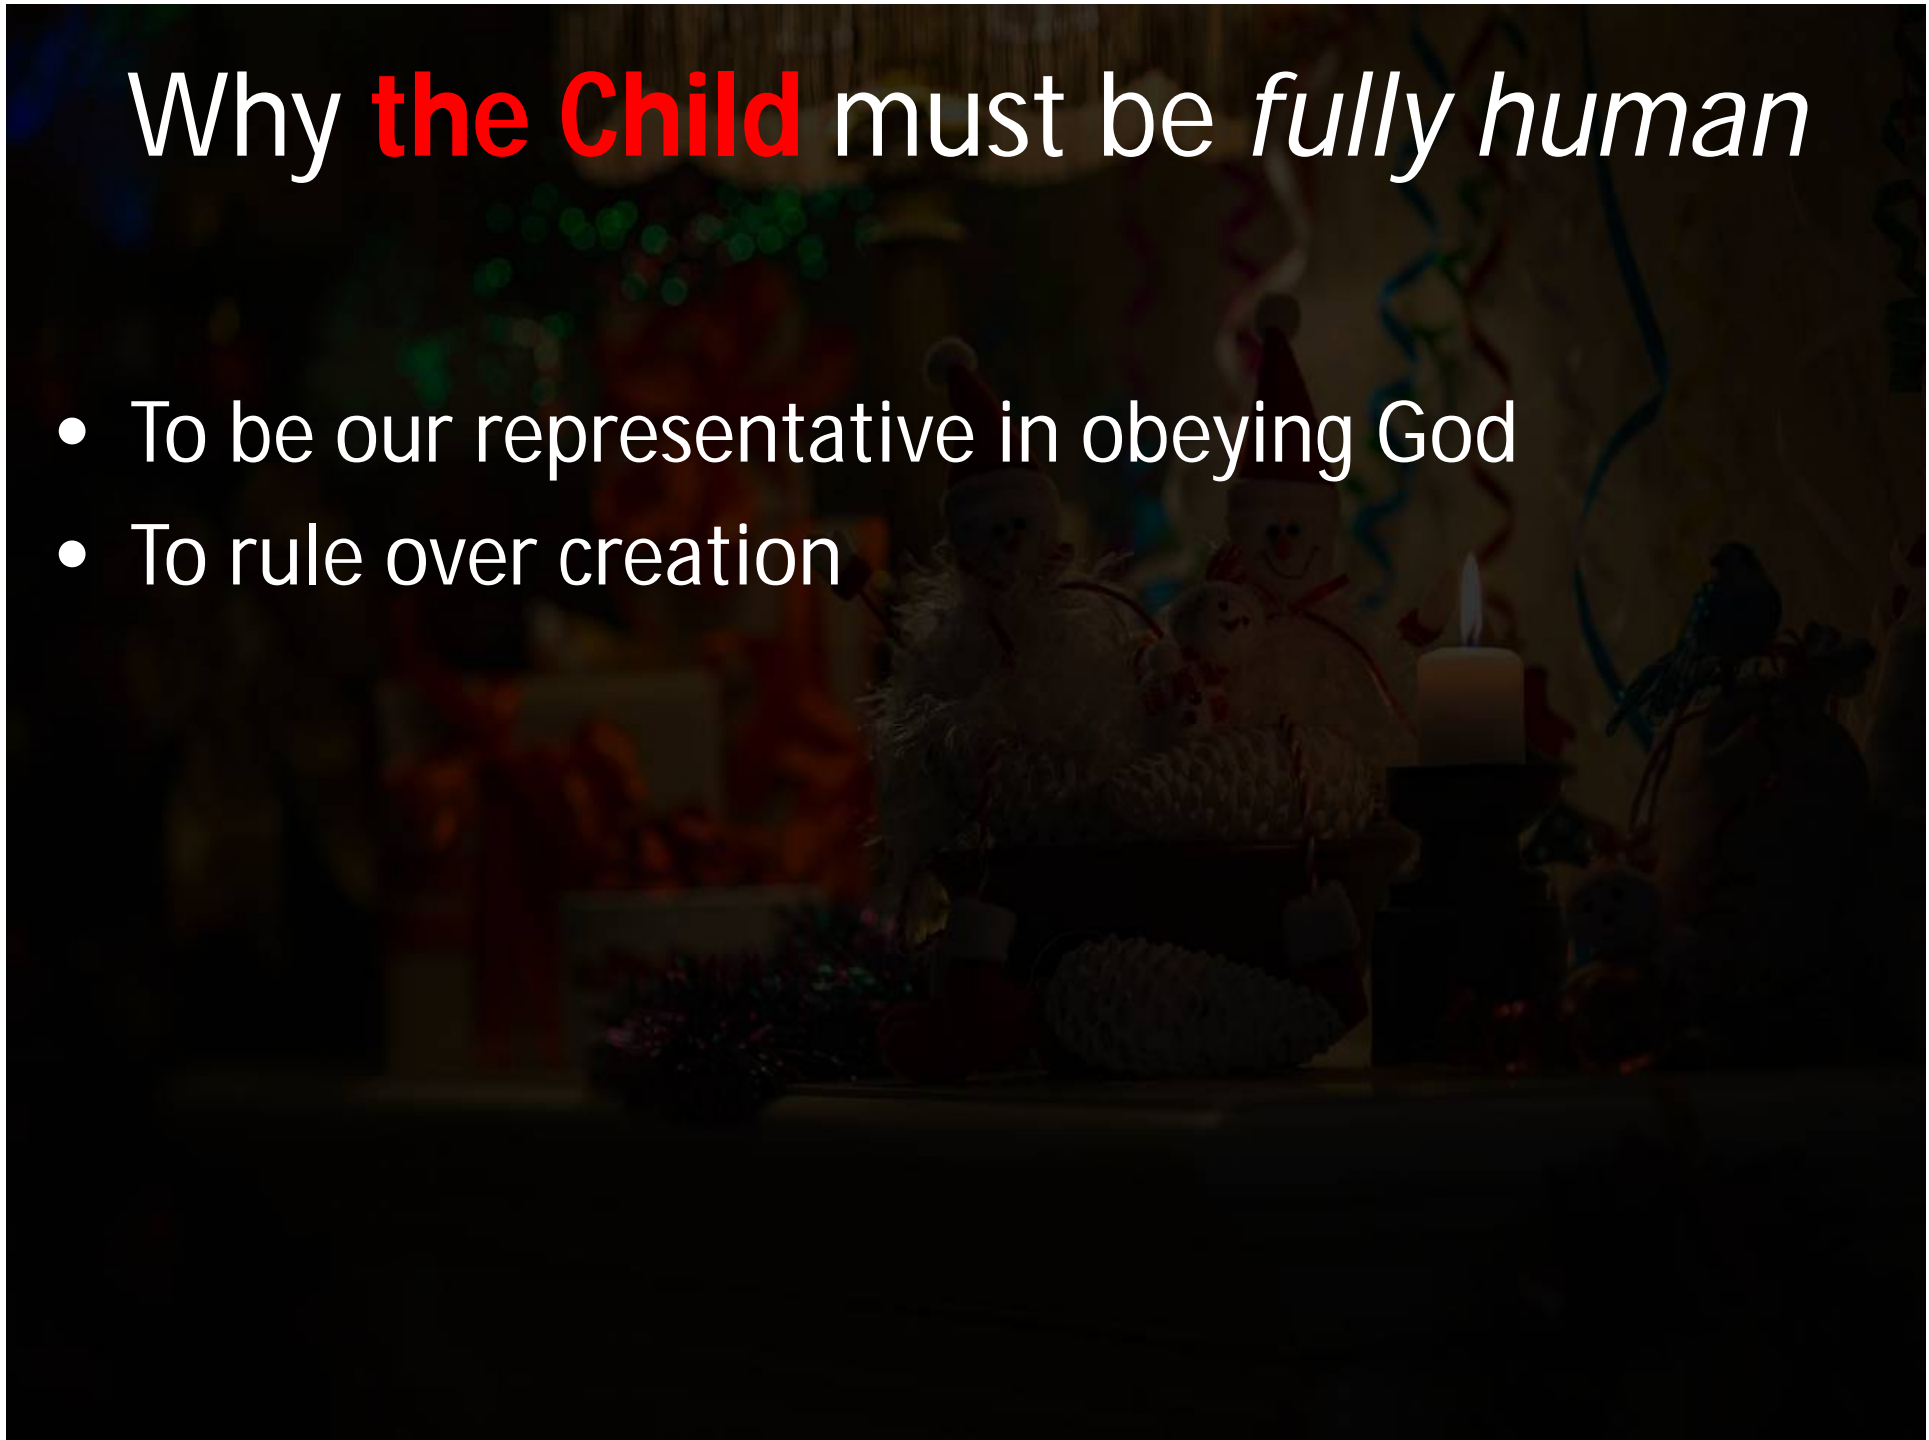 Why the Child must be fully human
• To be our representative in obeying God
• To rule over creation